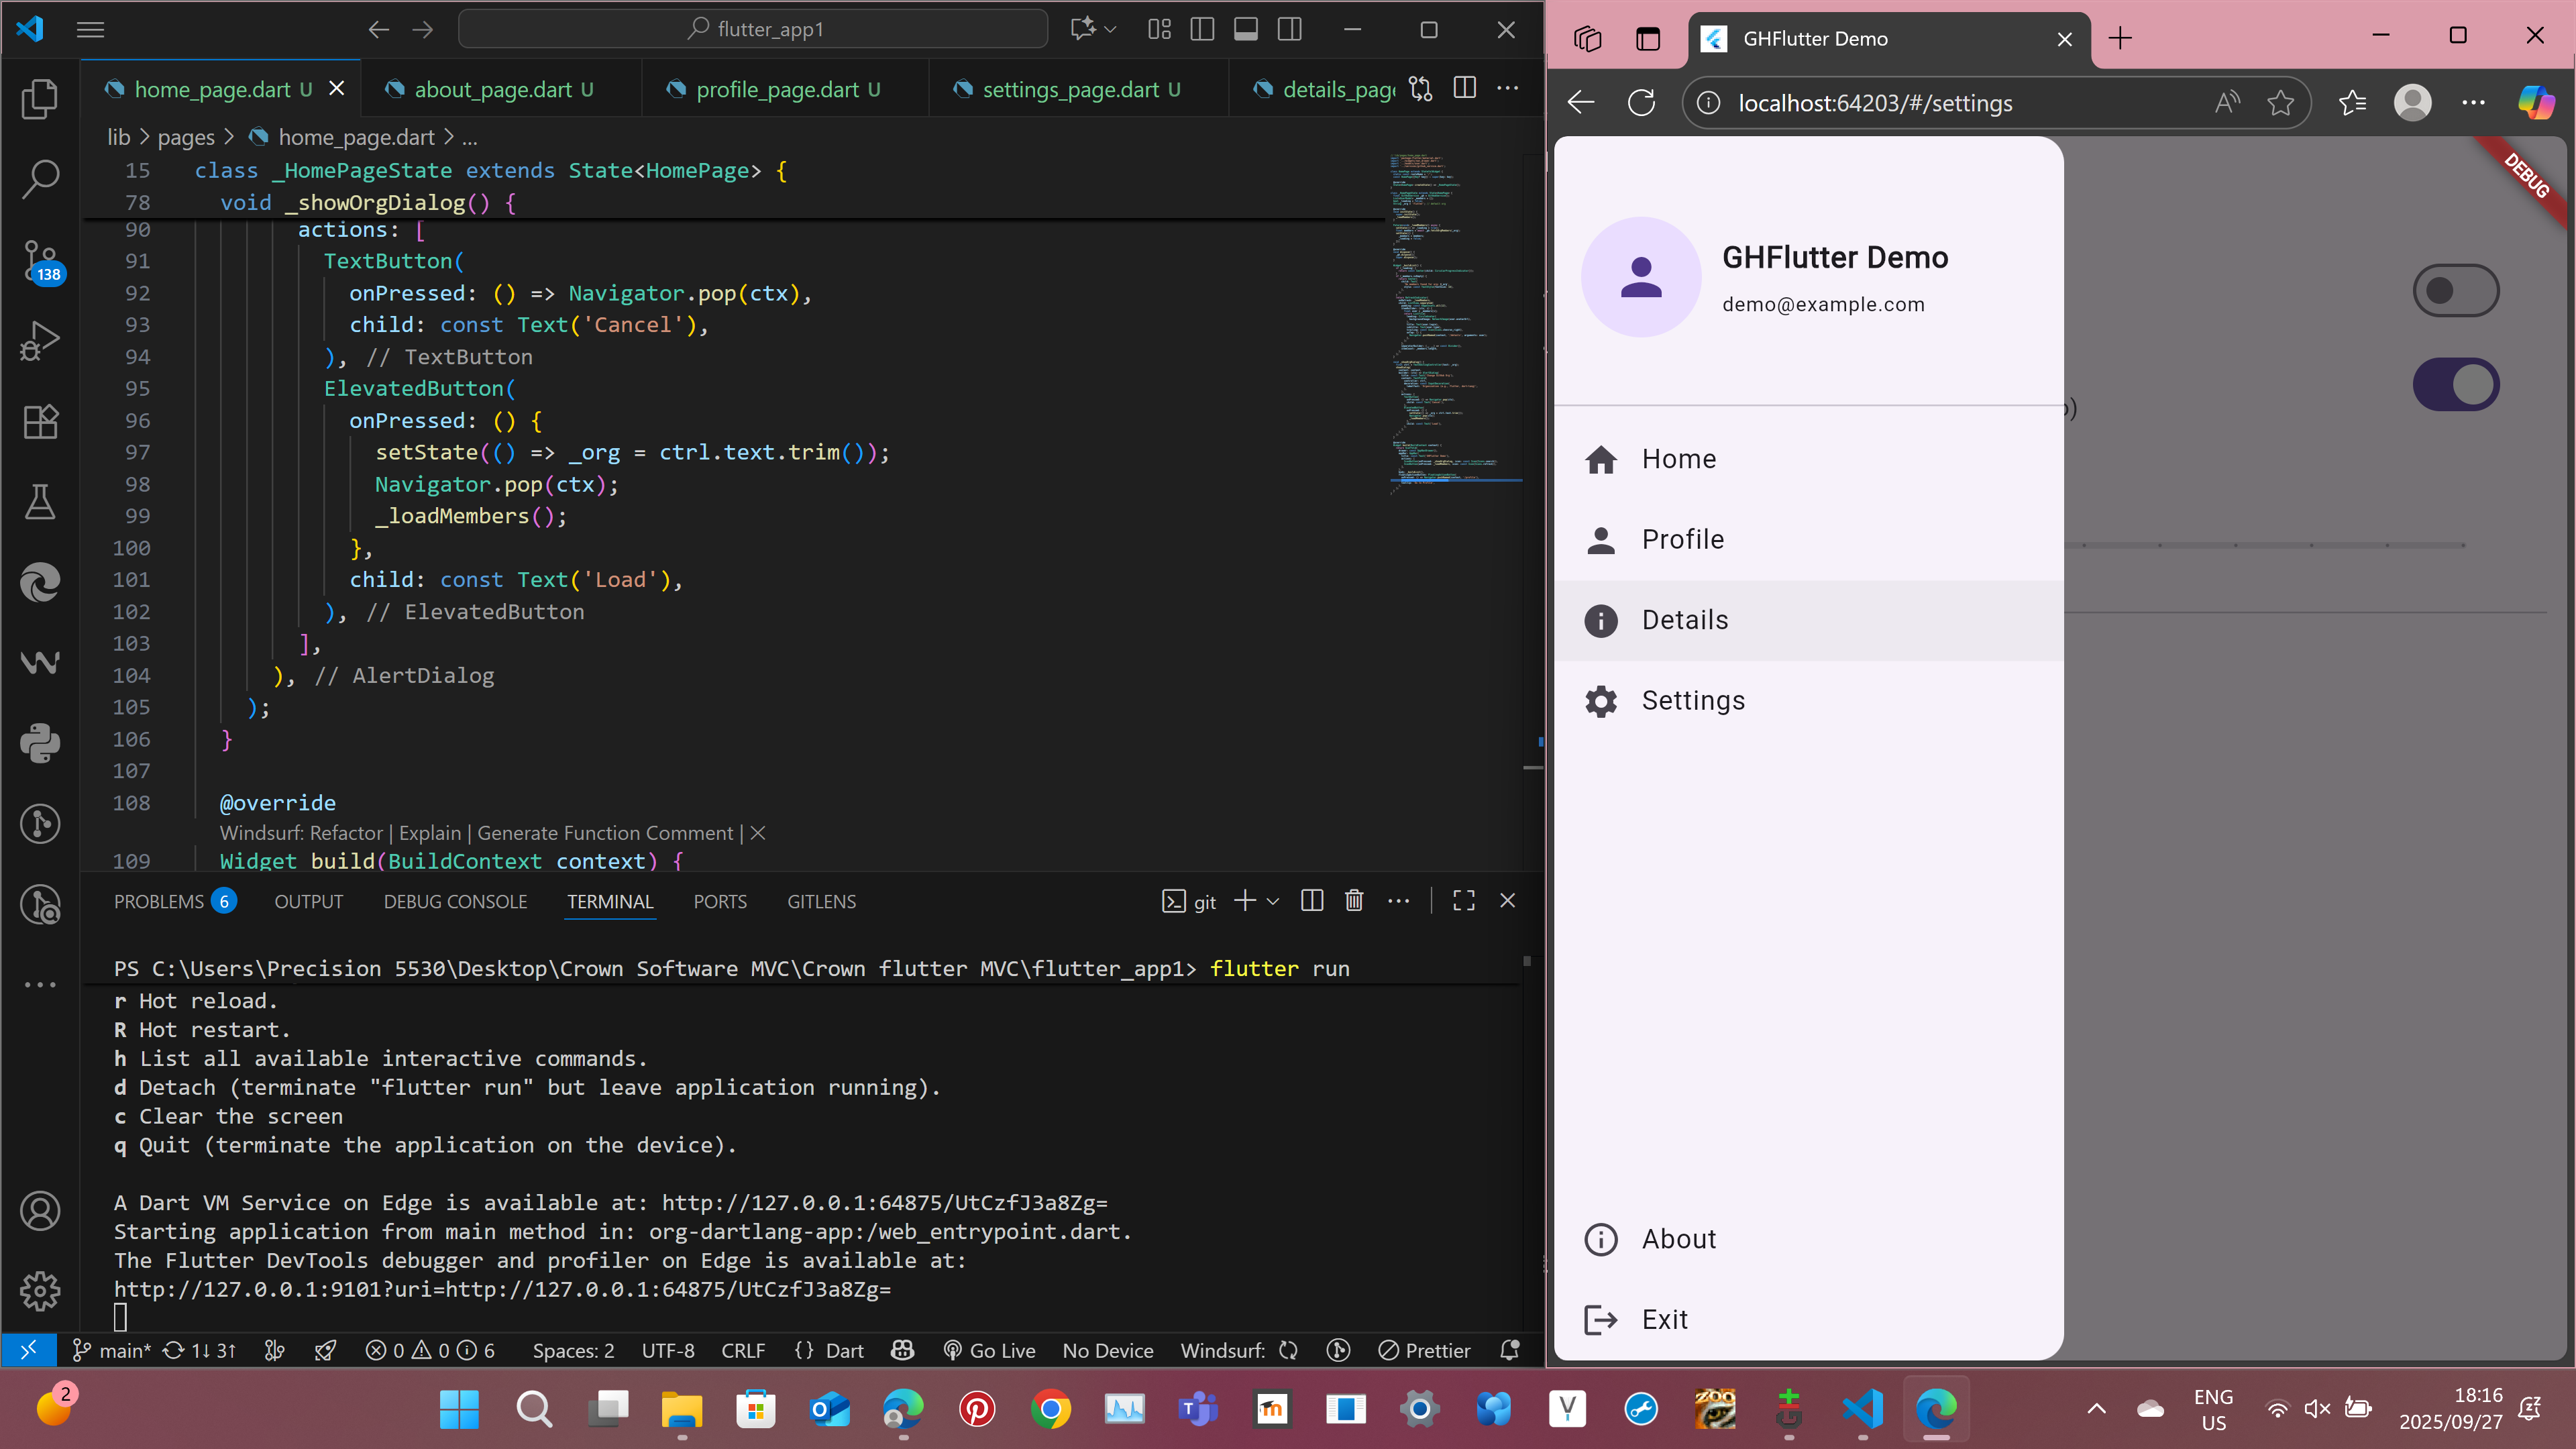 flutter_app1
home_page.dart U
about_page.dart U
profile_page.dart U
settings_page.dart U
details_page
lib > pages > home_page.dart > ...
15 class _HomePageState extends State<HomePage> {
78 void _showOrgDialog() {
90 actions: [
91 TextButton(
92 onPressed: () => Navigator.pop(ctx),
93 child: const Text('Cancel'),
94 ), // TextButton
95 ElevatedButton(
96 onPressed: () {
97 setState(() => _org = ctrl.text.trim());
98 Navigator.pop(ctx);
99 _loadMembers();
100 },
101 child: const Text('Load'),
102 ), // ElevatedButton
103 ],
104 ), // AlertDialog
105 );
106 }
107
108 @override
Windsurf: Refactor | Explain | Generate Function Comment | ×
109 Widget build(BuildContext context) {
138
PROBLEMS 6
OUTPUT
DEBUG CONSOLE
TERMINAL
PORTS
GITLENS
git
PS C:\Users\Precision 5530\Desktop\Crown Software MVC\Crown flutter MVC\flutter_app1> flutter run
r Hot reload.
R Hot restart.
h List all available interactive commands.
d Detach (terminate "flutter run" but leave application running).
c Clear the screen
q Quit (terminate the application on the device).
A Dart VM Service on Edge is available at: http://127.0.0.1:64875/UtCzfJ3a8Zg=
Starting application from main method in: org-dartlang-app:/web_entrypoint.dart.
The Flutter DevTools debugger and profiler on Edge is available at:
http://127.0.0.1:9101?uri=http://127.0.0.1:64875/UtCzfJ3a8Zg=
main* 1↓ 3↑ 0 0 6 Spaces: 2 UTF-8 CRLF {} Dart Go Live No Device Windsurf: Prettier
GHFlutter Demo
localhost:64203/#/settings
DEBUG
GHFlutter Demo
demo@example.com
Home
Profile
Details
Settings
About
Exit
2
ENG
US
18:16
2025/09/27